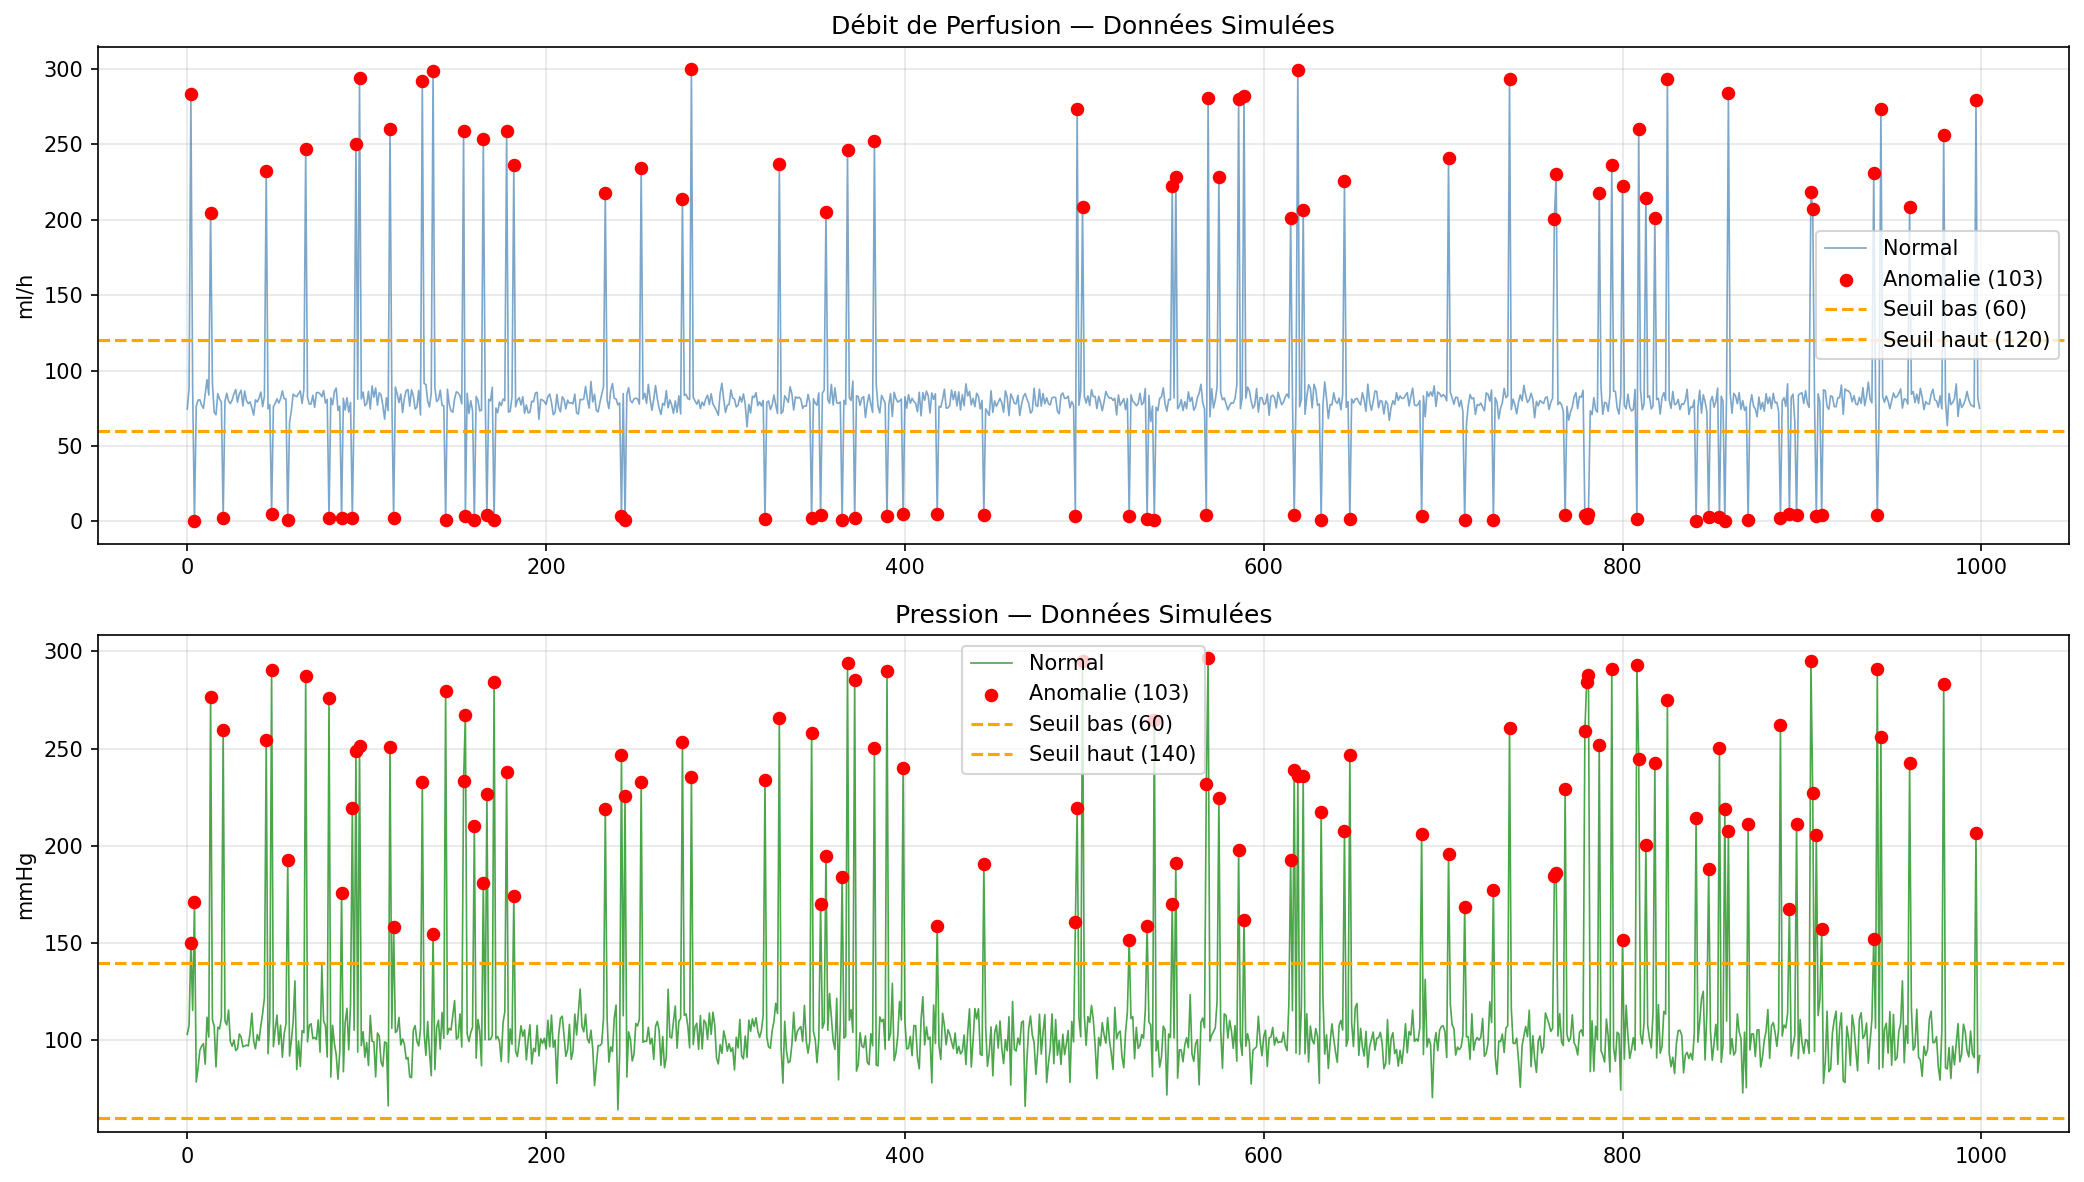 Débit de Perfusion — Données Simulées
300
250
200
150
100
50
0
ml/h
Normal
Anomalie (103)
Seuil bas (60)
Seuil haut (120)
0 200 400 600 800 1000
Pression — Données Simulées
300
250
200
150
100
mmHg
Normal
Anomalie (103)
Seuil bas (60)
Seuil haut (140)
0 200 400 600 800 1000